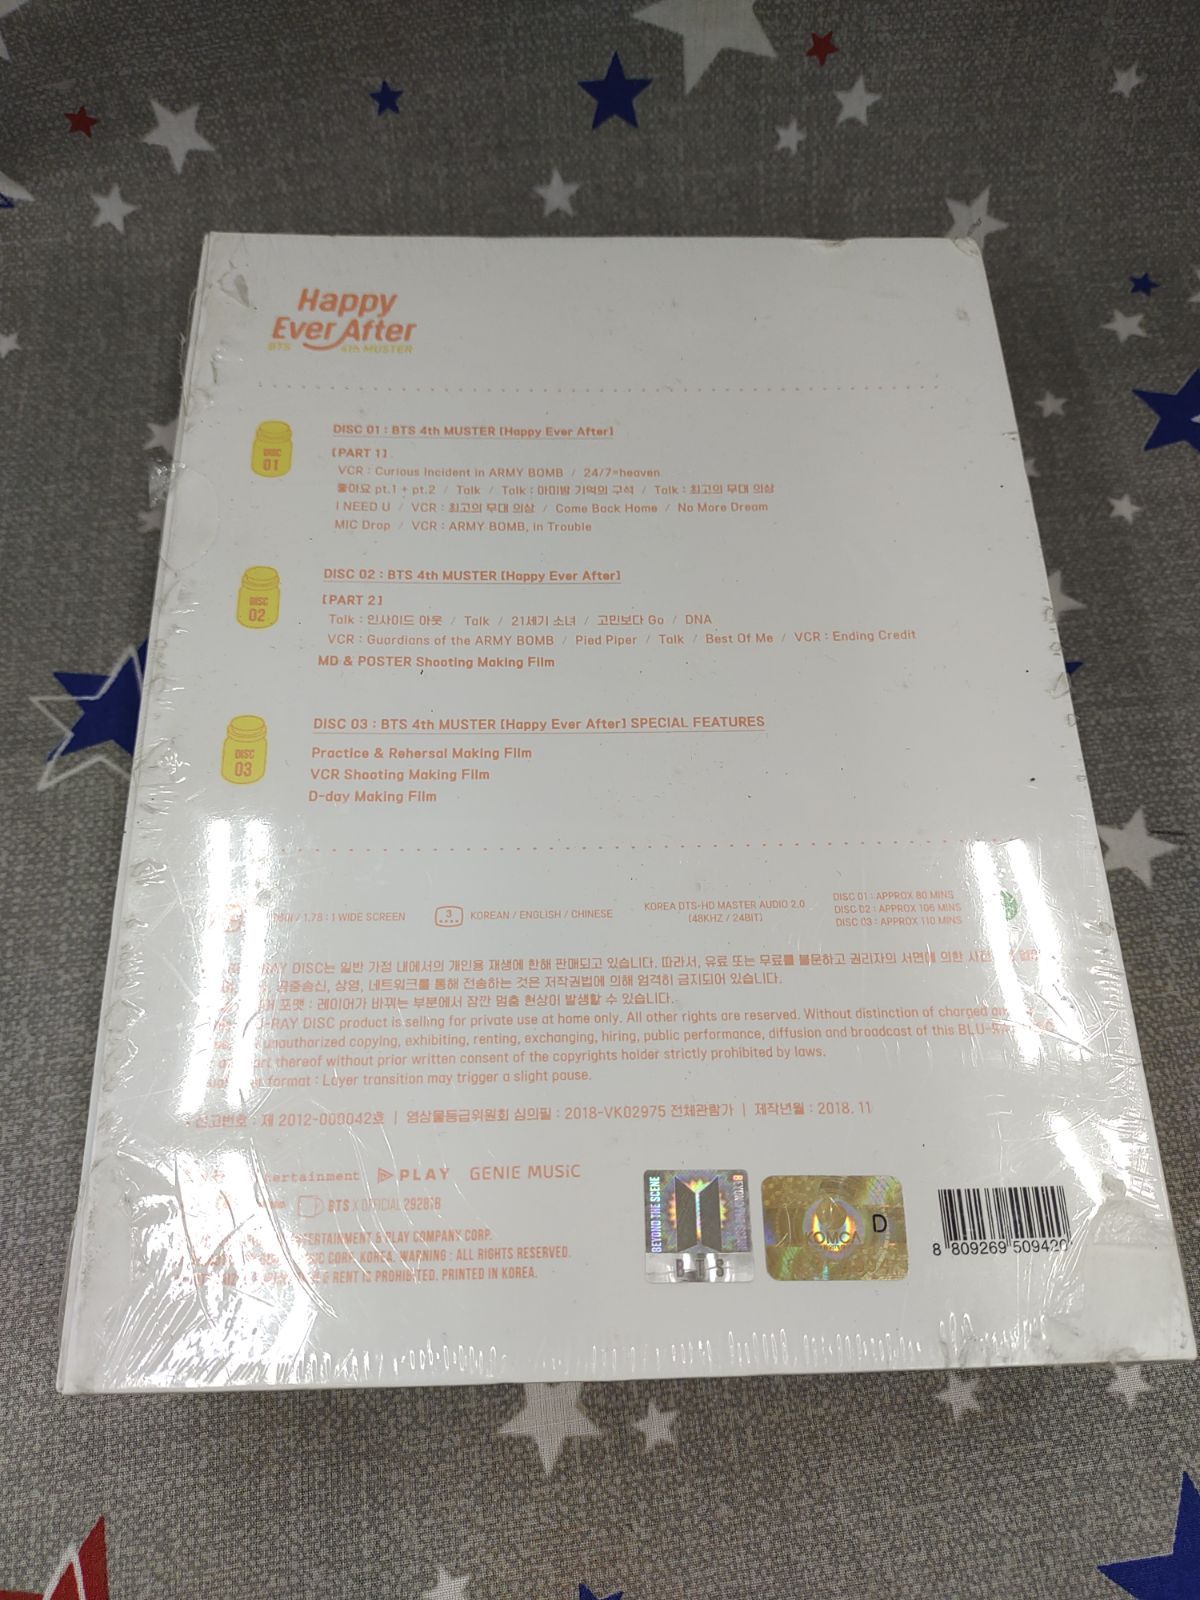 Happy
Ever After
BTS 4th MUSTER
DISC 01
DISC 01 : BTS 4th MUSTER [Happy Ever After]
[PART 1]
VCR : Curious Incident in ARMY BOMB / 24/7=heaven
좋아요 pt.1 + pt.2 / Talk / Talk : 아미밤 기억의 구석 / Talk : 최고의 무대 의상
I NEED U / VCR : 최고의 무대 의상 / Come Back Home / No More Dream
MIC Drop / VCR : ARMY BOMB, in Trouble
DISC 02
DISC 02 : BTS 4th MUSTER [Happy Ever After]
[PART 2]
Talk : 인사이드 아웃 / Talk / 21세기 소녀 / 고민보다 Go / DNA
VCR : Guardians of the ARMY BOMB / Pied Piper / Talk / Best Of Me / VCR : Ending Credit
MD & POSTER Shooting Making Film
DISC 03
DISC 03 : BTS 4th MUSTER [Happy Ever After] SPECIAL FEATURES
Practice & Rehersal Making Film
VCR Shooting Making Film
D-day Making Film
/ 1.78 : 1 WIDE SCREEN
3
KOREAN / ENGLISH / CHINESE
KOREA DTS-HD MASTER AUDIO 2.0
(48KHZ / 24BIT)
DISC 01 : APPROX 80 MINS
DISC 02 : APPROX 106 MINS
DISC 03 : APPROX 110 MINS
DISC는 일반 가정 내에서의 개인용 재생에 한해 판매되고 있습니다. 따라서, 유료 또는 무료를 불문하고 권리자의 서면에 의한
공중송신, 상영, 네트워크를 통해 전송하는 것은 저작권법에 의해 엄격히 금지되어 있습니다.
포맷 : 레이어가 바뀌는 부분에서 잠깐 멈춤 현상이 발생할 수 있습니다.
DISC product is selling for private use at home only. All other rights are reserved. Without distinction of charged
unauthorized copying, exhibiting, renting, exchanging, hiring, public performance, diffusion and broadcast of this
thereof without prior written consent of the copyrights holder strictly prohibited by laws.
format : Layer transition may trigger a slight pause.
신고번호 : 제 2012-000042호 | 영상물등급위원회 심의필 : 2018-VK02975 전체관람가 | 제작년월 : 2018. 11
PLAY GENIE MUSIC
BTS X OFFICIAL
& PLAY COMPANY CORP.
KOREA. WARNING : ALL RIGHTS RESERVED.
& RENT IS PROHIBITED. PRINTED IN KOREA.
BEYOND THE SCENE
BTS
KOMCA
D
8 809269 509420